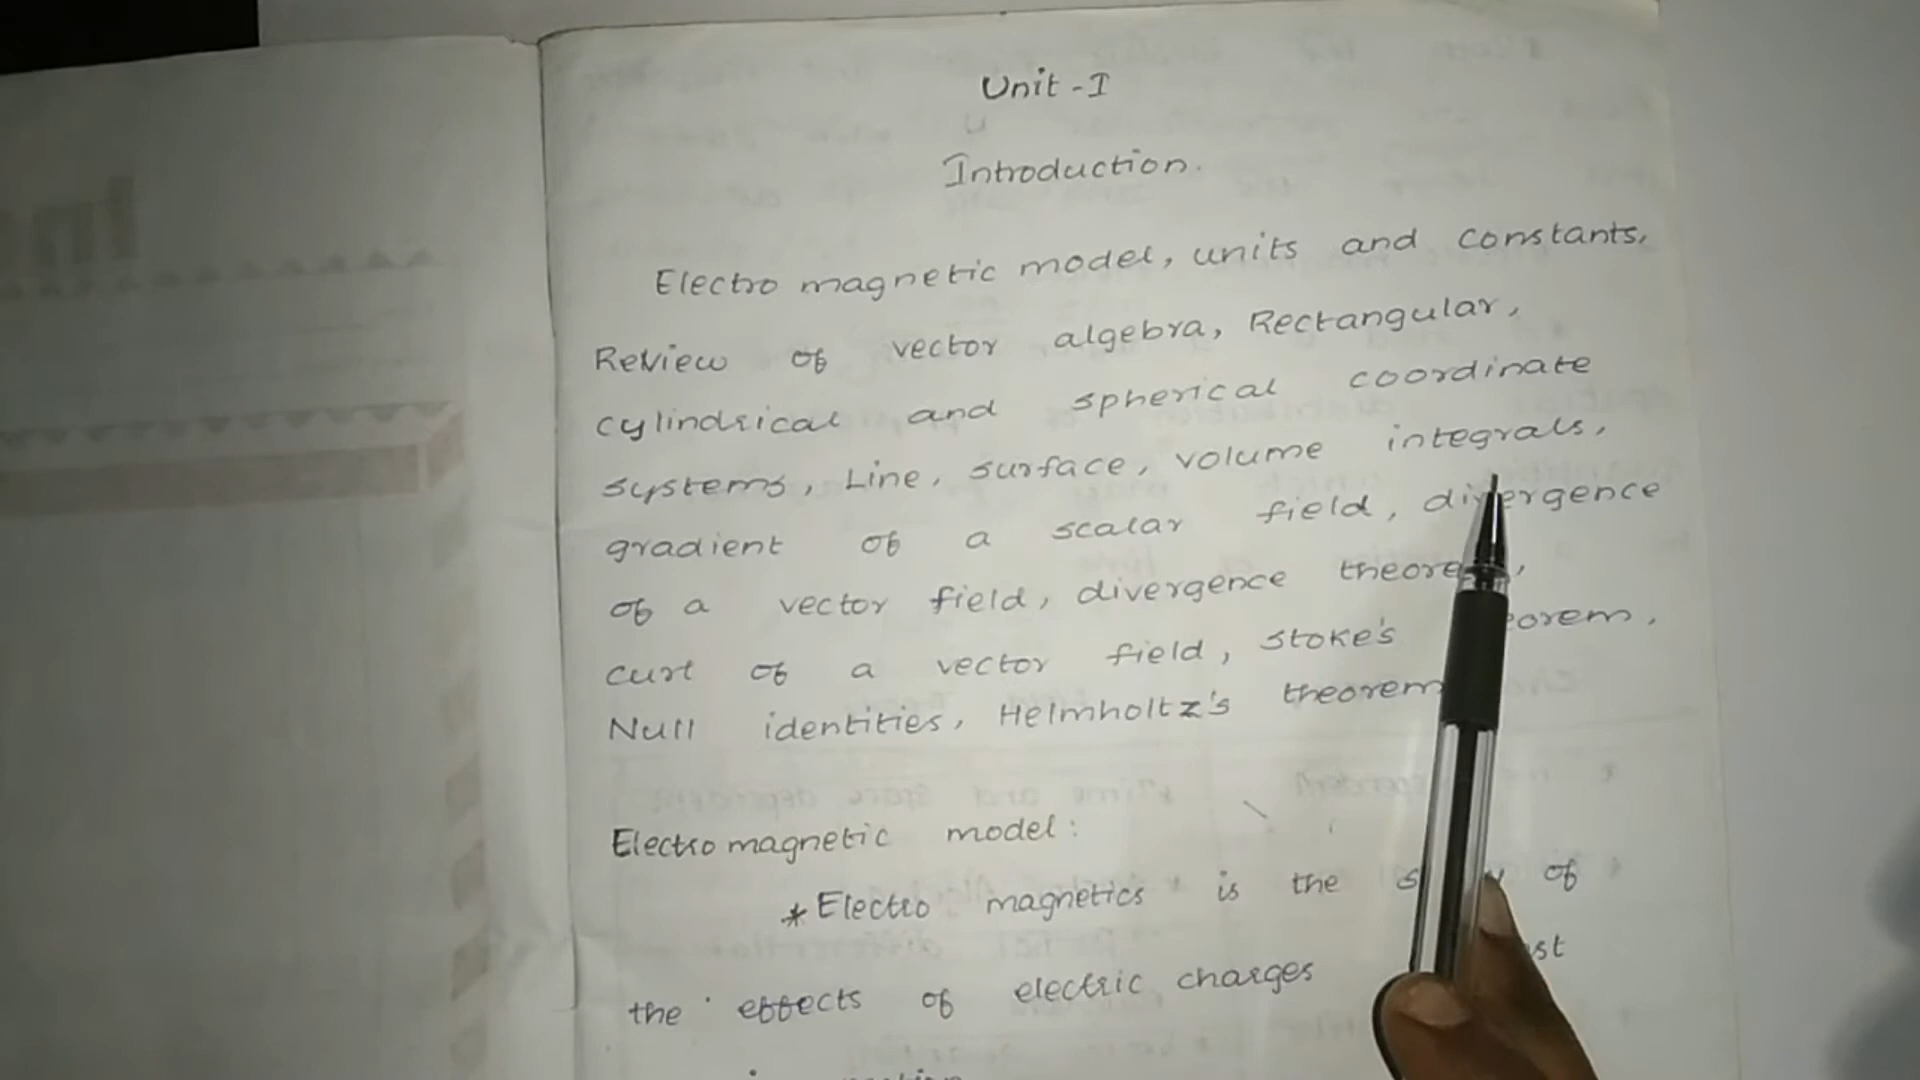 Unit - I
Introduction.
Electro magnetic model, units and constants,
Review of vector algebra, Rectangular,
cylindrical and spherical coordinate
systems, Line, surface, volume integrals,
gradient of a scalar field, divergence
of a vector field, divergence
curl of a vector field, Stoke's
Null identities, Helmholtz's theorem
Electro magnetic model:
* Electro magnetics is the of
the effects of electric charges